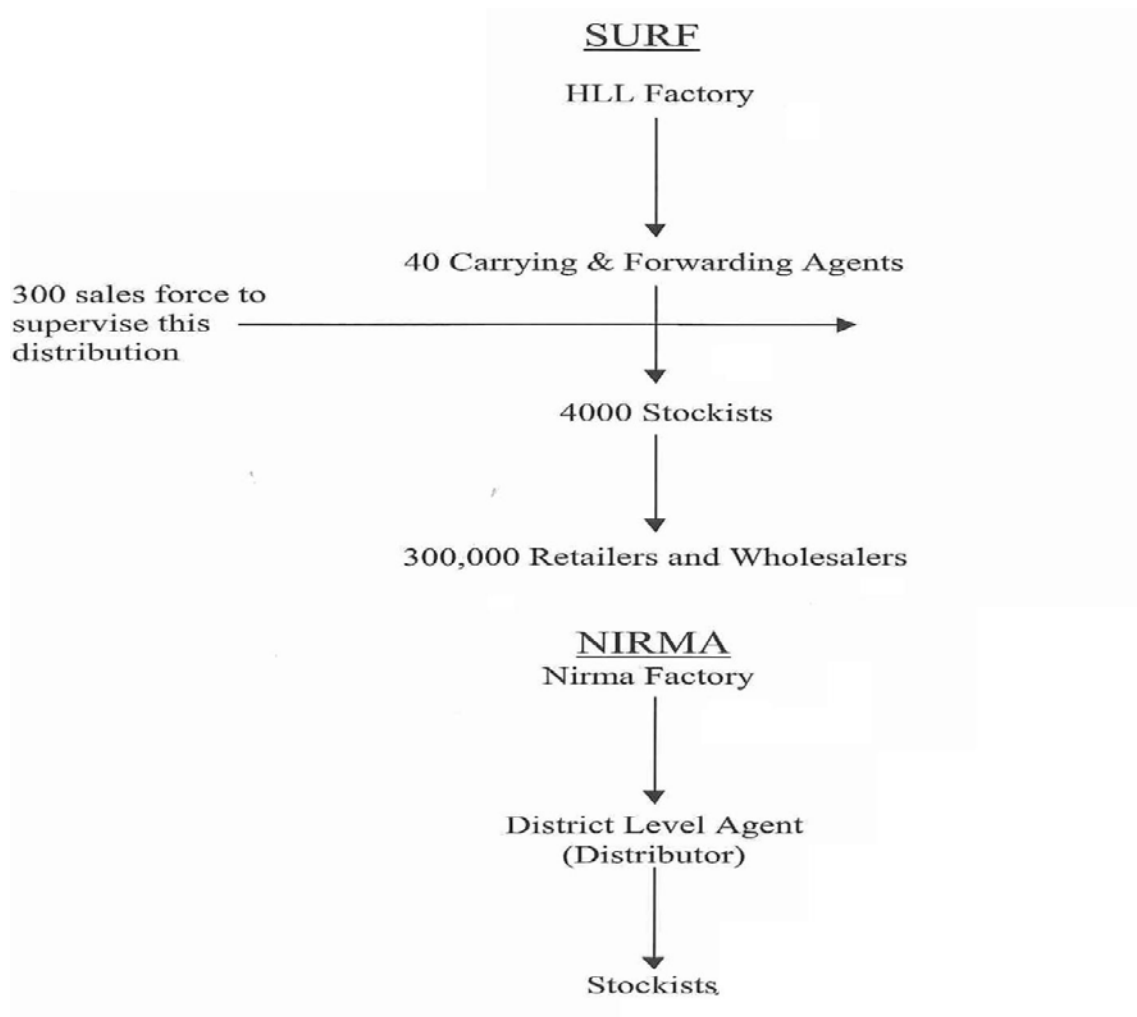 SURF
HLL Factory
40 Carrying & Forwarding Agents
300 sales force to
supervise this
distribution
4000 Stockists
300,000 Retailers and Wholesalers
NIRMA
Nirma Factory
District Level Agent
(Distributor)
Stockists